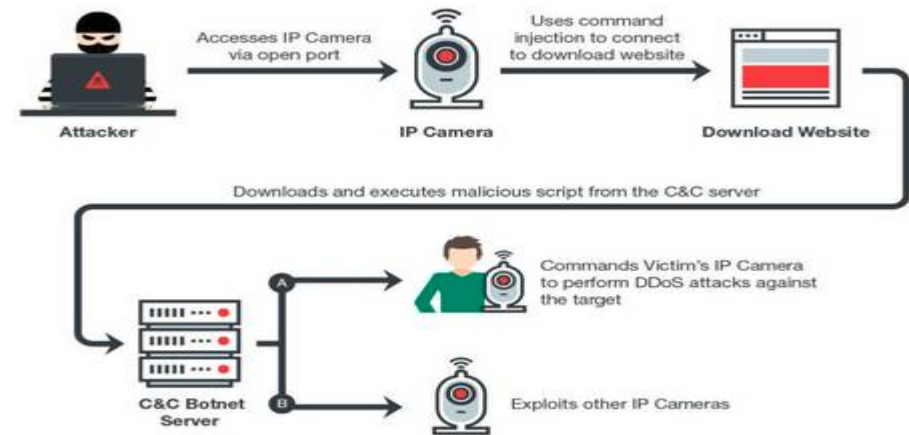 Accesses IP Camera
via open port
Uses command
injection to connect
to download website
Attacker
IP Camera
Download Website
Downloads and executes malicious script from the C&C server
A
Commands Victim's IP Camera
to perform DDoS attacks against
the target
B
Exploits other IP Cameras
C&C Botnet
Server